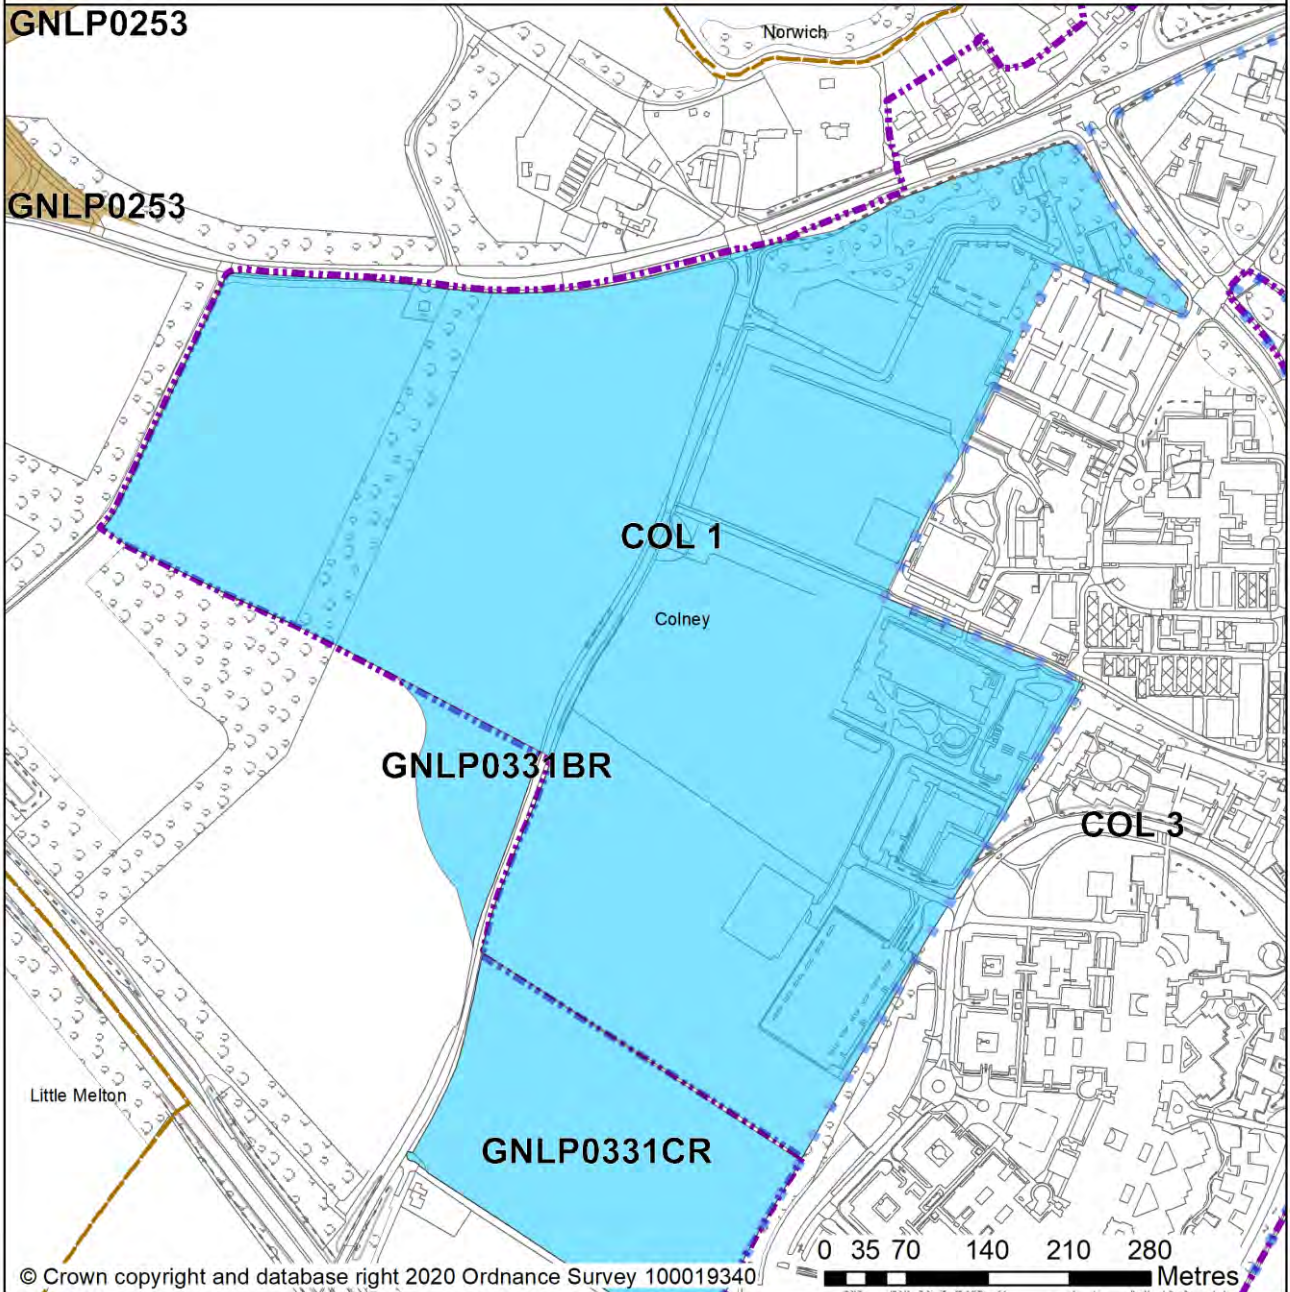 GNLP0253
Norwich
GNLP0253
COL 1
Colney
GNLP0331BR
COL 3
Little Melton
GNLP0331CR
0 35 70 140 210 280
Metres
© Crown copyright and database right 2020 Ordnance Survey 100019340